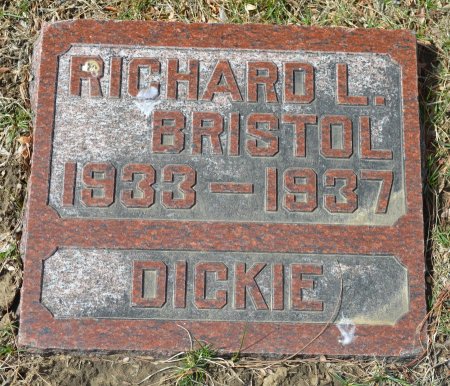 RICHARD L.
BRISTOL
1933 — 1937
DICKIE